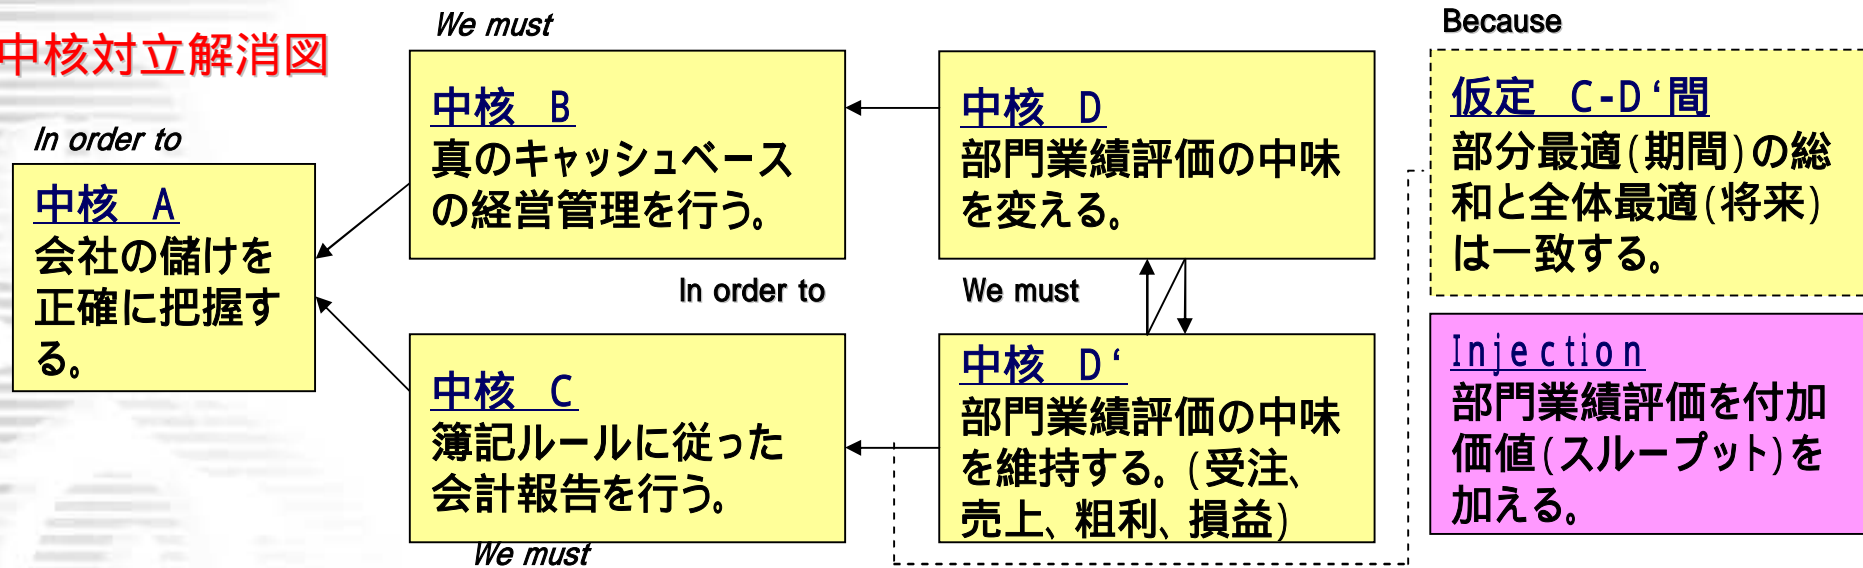 中核対立解消図
In order to
中核 A
会社の儲けを
正確に把握す
る。
We must
中核 B
真のキャッシュベース
の経営管理を行う。
In order to
中核 C
簿記ルールに従った
会計報告を行う。
We must
中核 D
部門業績評価の中味
を変える。
We must
中核 D‘
部門業績評価の中味
を維持する。(受注、
売上、粗利、損益)
Because
仮定 C-D‘間
部分最適(期間)の総
和と全体最適(将来)
は一致する。
Injection
部門業績評価を付加
価値(スループット)を
加える。